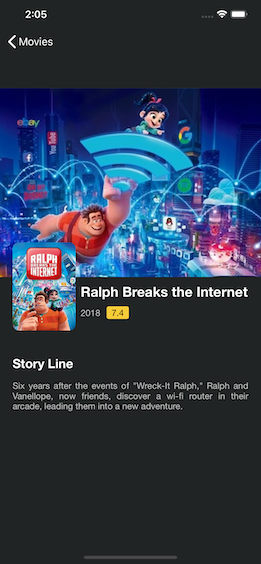 2:05
Movies
ebay
You Tube
RALPH
BREAKS THE
INTERNET
Ralph Breaks the Internet
2018 7.4
Story Line
Six years after the events of "Wreck-It Ralph," Ralph and
Vanellope, now friends, discover a wi-fi router in their
arcade, leading them into a new adventure.